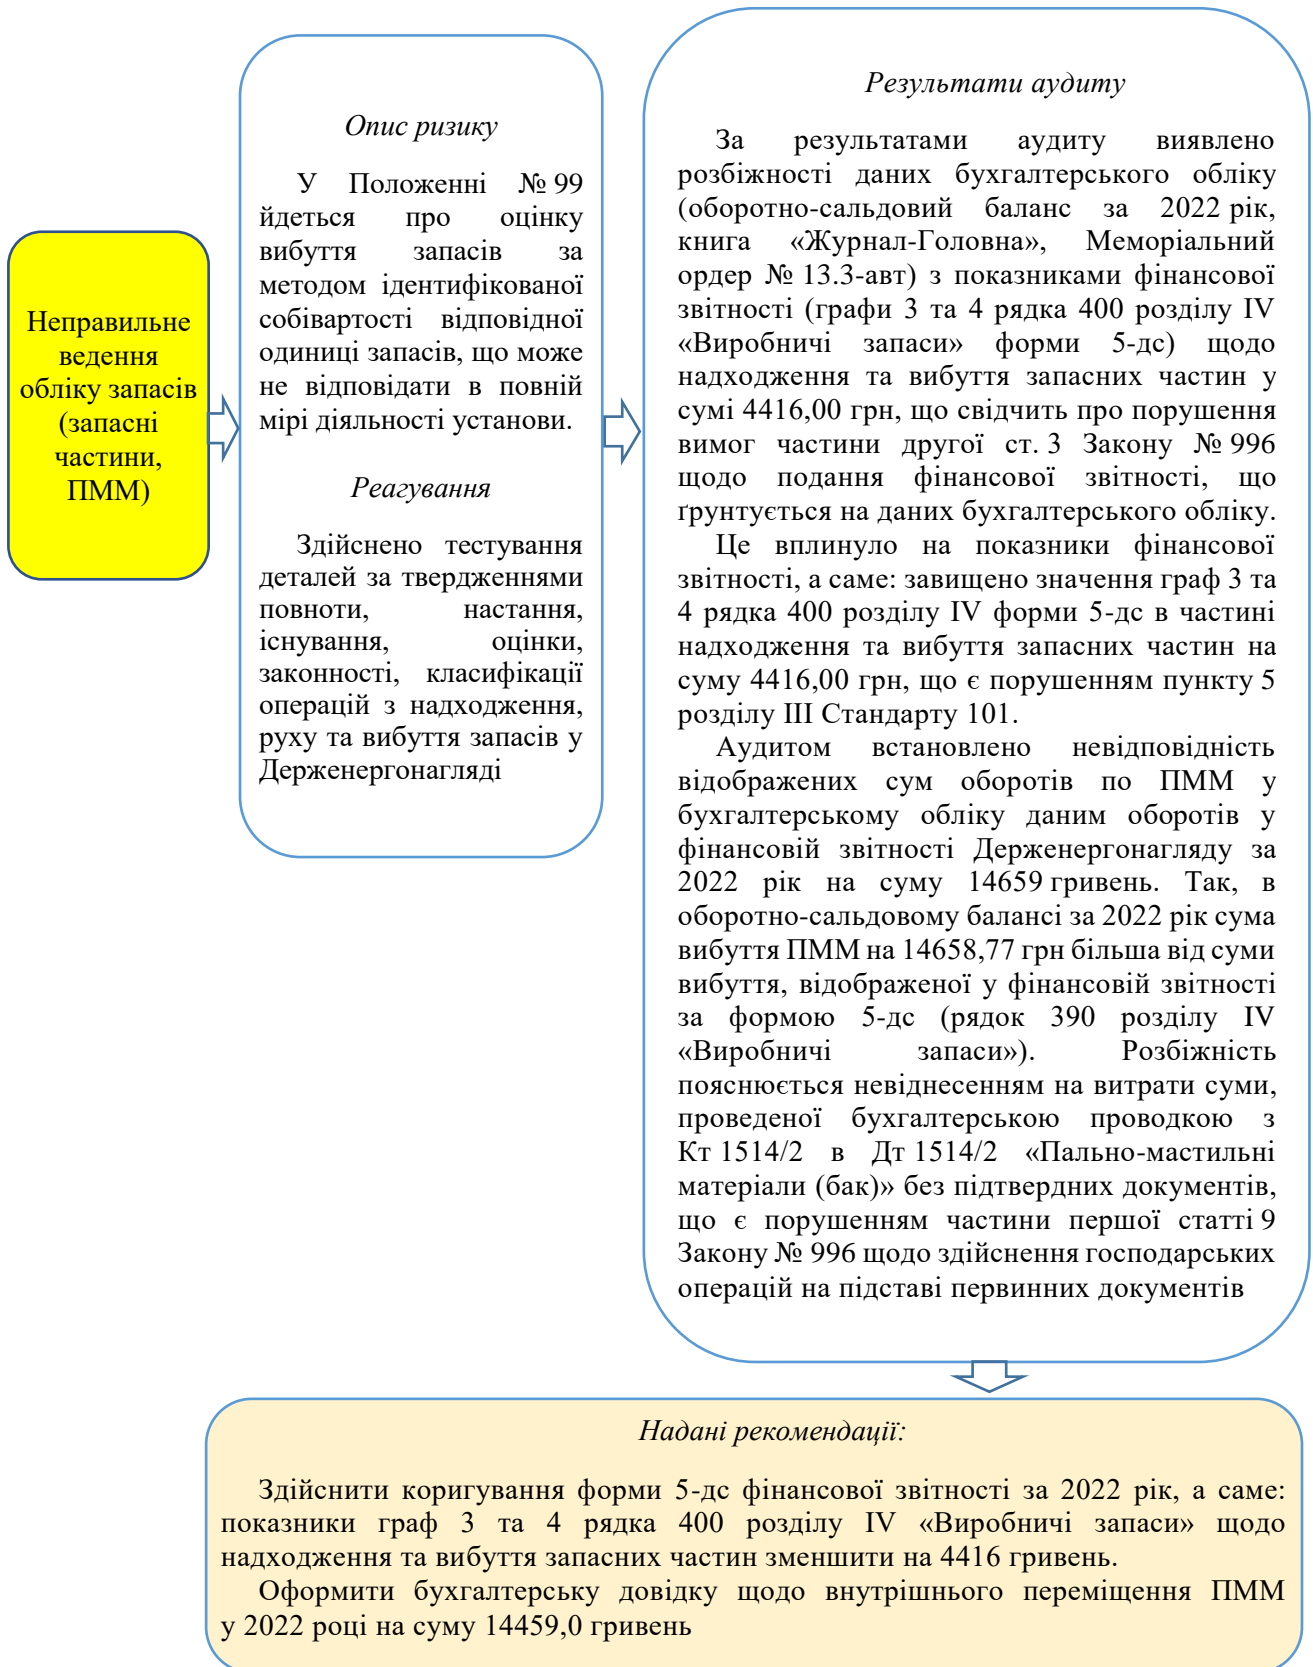 Неправильне
ведення
обліку запасів
(запасні
частини,
ПММ)
Опис ризику
У Положенні № 99
йдеться про оцінку
вибуття запасів за
методом ідентифікованої
собівартості відповідної
одиниці запасів, що може
не відповідати в повній
мірі діяльності установи.
Реагування
Здійснено тестування
деталей за твердженнями
повноти, настання,
існування, оцінки,
законності, класифікації
операцій з надходження,
руху та вибуття запасів у
Держенергонагляді
Результати аудиту
За результатами аудиту виявлено
розбіжності даних бухгалтерського обліку
(оборотно-сальдовий баланс за 2022 рік,
книга «Журнал-Головна», Меморіальний
ордер № 13.3-авт) з показниками фінансової
звітності (графи 3 та 4 рядка 400 розділу IV
«Виробничі запаси» форми 5-дс) щодо
надходження та вибуття запасних частин у
сумі 4416,00 грн, що свідчить про порушення
вимог частини другої ст. 3 Закону № 996
щодо подання фінансової звітності, що
ґрунтується на даних бухгалтерського обліку.
Це вплинуло на показники фінансової
звітності, а саме: завищено значення граф 3 та
4 рядка 400 розділу IV форми 5-дс в частині
надходження та вибуття запасних частин на
суму 4416,00 грн, що є порушенням пункту 5
розділу III Стандарту 101.
Аудитом встановлено невідповідність
відображених сум оборотів по ПММ у
бухгалтерському обліку даним оборотів у
фінансовій звітності Держенергонагляду за
2022 рік на суму 14659 гривень. Так, в
оборотно-сальдовому балансі за 2022 рік сума
вибуття ПММ на 14658,77 грн більша від суми
вибуття, відображеної у фінансовій звітності
за формою 5-дс (рядок 390 розділу IV
«Виробничі запаси»). Розбіжність
пояснюється невіднесенням на витрати суми,
проведеної бухгалтерською проводкою з
Кт 1514/2 в Дт 1514/2 «Пально-мастильні
матеріали (бак)» без підтвердних документів,
що є порушенням частини першої статті 9
Закону № 996 щодо здійснення господарських
операцій на підставі первинних документів
Надані рекомендації:
Здійснити коригування форми 5-дс фінансової звітності за 2022 рік, а саме:
показники граф 3 та 4 рядка 400 розділу IV «Виробничі запаси» щодо
надходження та вибуття запасних частин зменшити на 4416 гривень.
Оформити бухгалтерську довідку щодо внутрішнього переміщення ПММ
у 2022 році на суму 14459,0 гривень